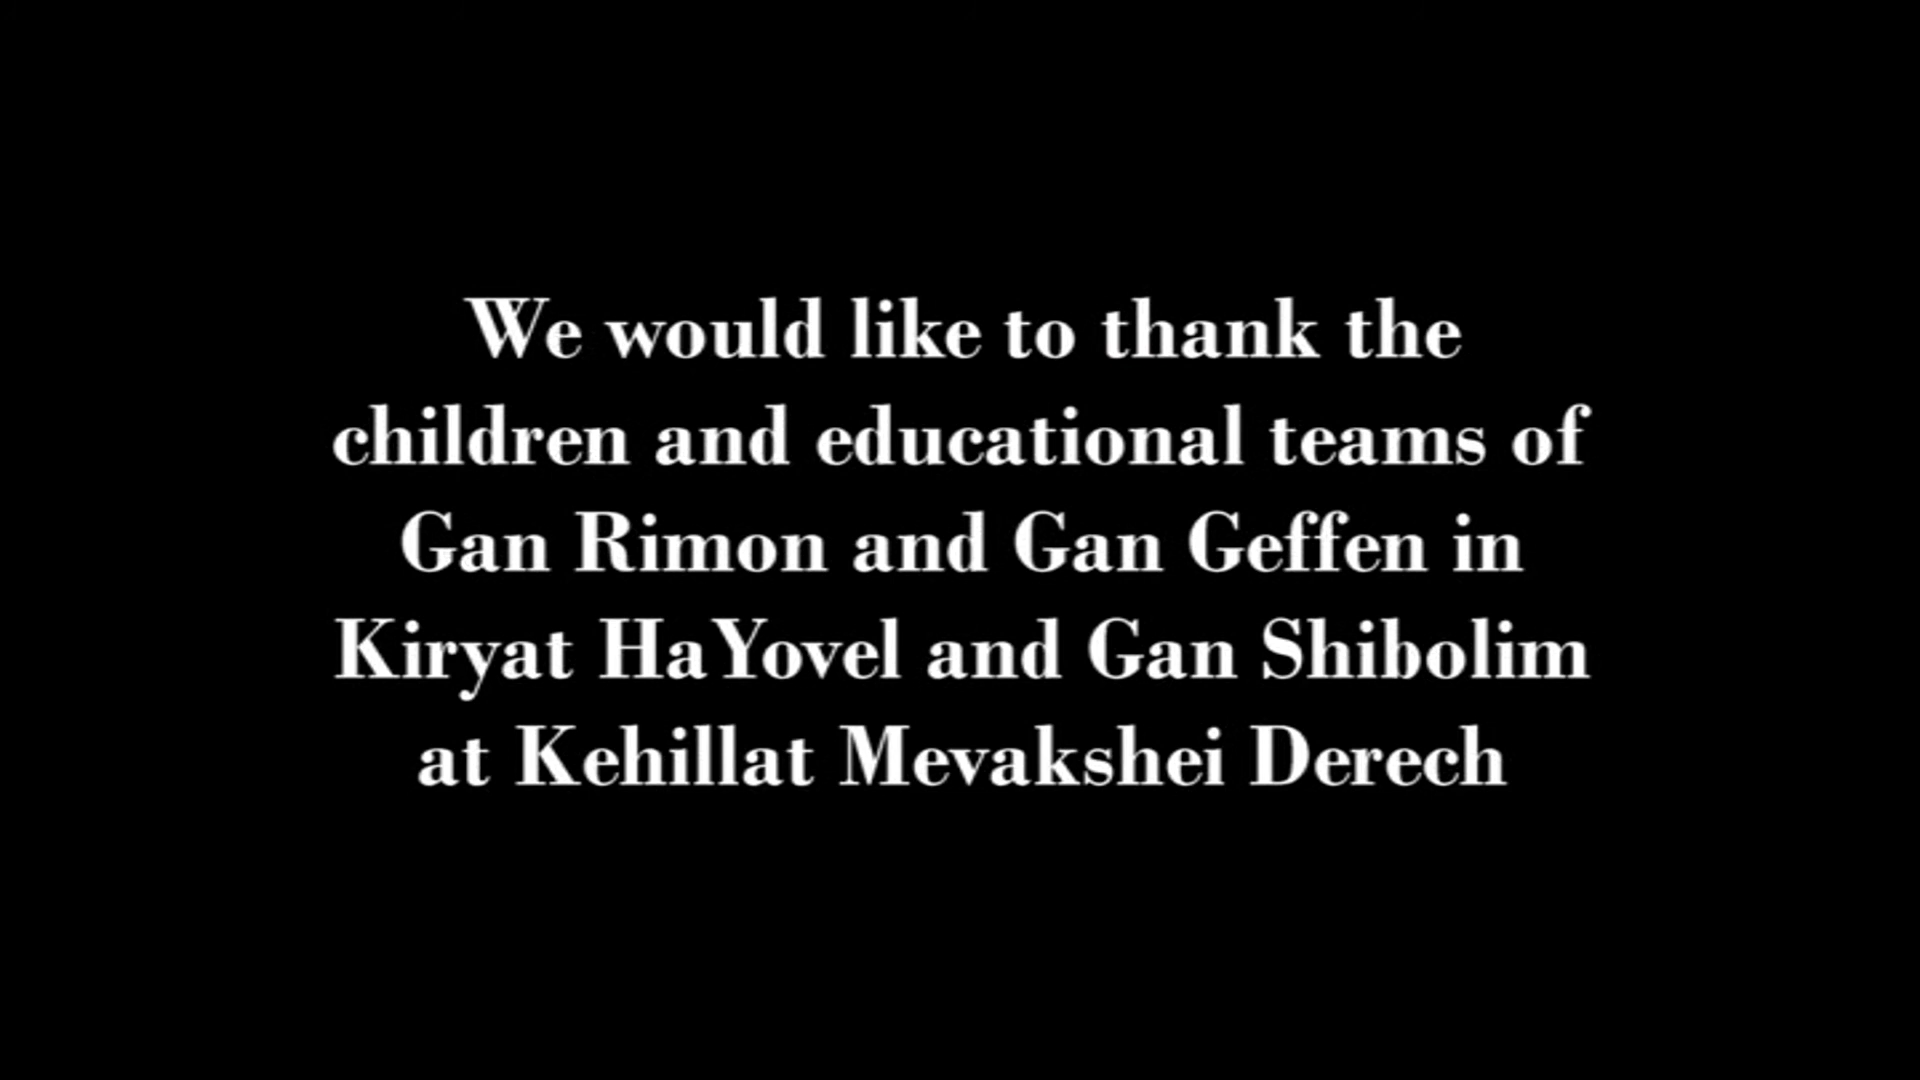 We would like to thank the
children and educational teams of
Gan Rimon and Gan Geffen in
Kiryat HaYovel and Gan Shibolim
at Kehillat Mevakshei Derech